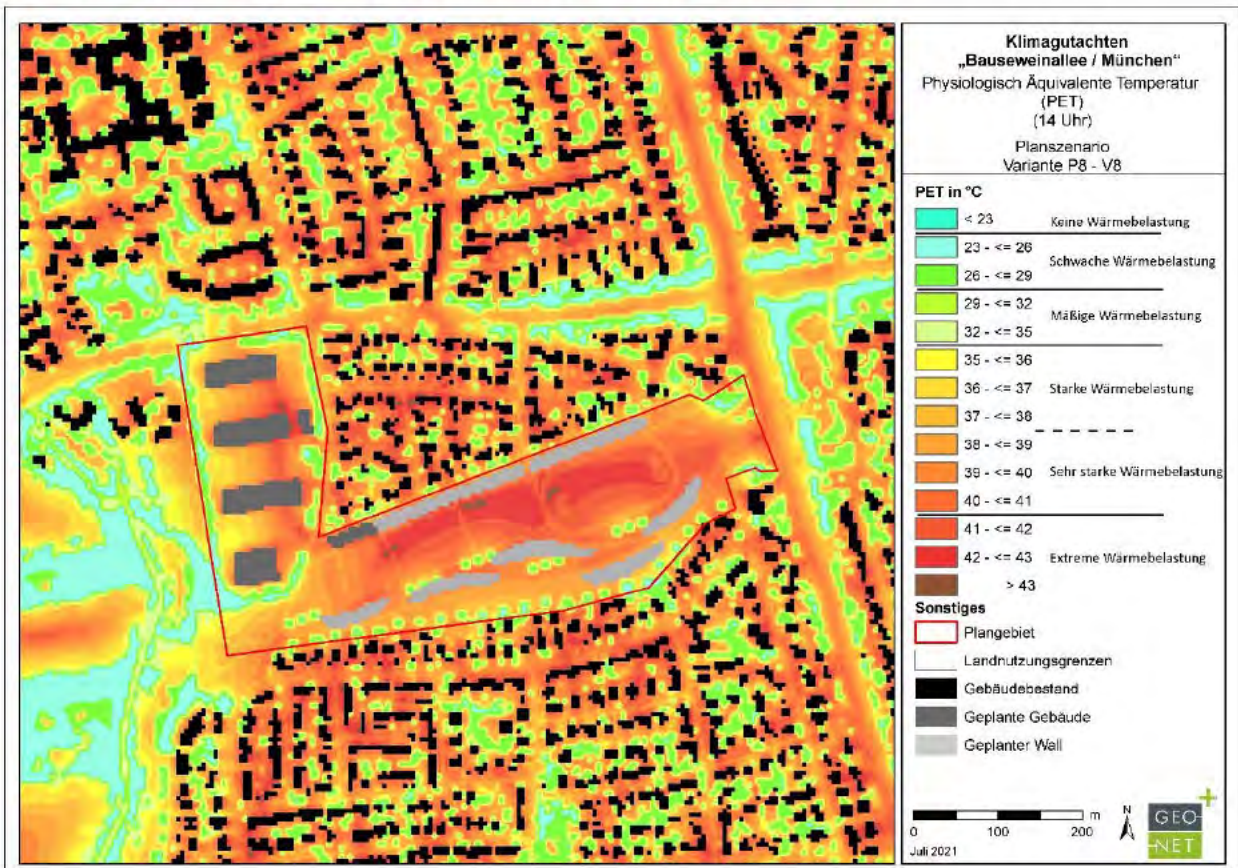 Klimagutachten
„Bauseweinallee / München“
Physiologisch Äquivalente Temperatur
(PET)
(14 Uhr)
Planszenario
Variante P8 - V8
PET in °C
< 23 Keine Wärmebelastung
23 - <= 26
Schwache Wärmebelastung
26 - <= 29
29 - <= 32
Mäßige Wärmebelastung
32 - <= 35
35 - <= 36
36 - <= 37 Starke Wärmebelastung
37 - <= 38
38 - <= 39
39 - <= 40 Sehr starke Wärmebelastung
40 - <= 41
41 - <= 42
42 - <= 43 Extreme Wärmebelastung
> 43
Sonstiges
Plangebiet
Landnutzungsgrenzen
Gebäudebestand
Geplante Gebäude
Geplanter Wall
m
N
0 100 200
Juli 2021
GEO-
-NET